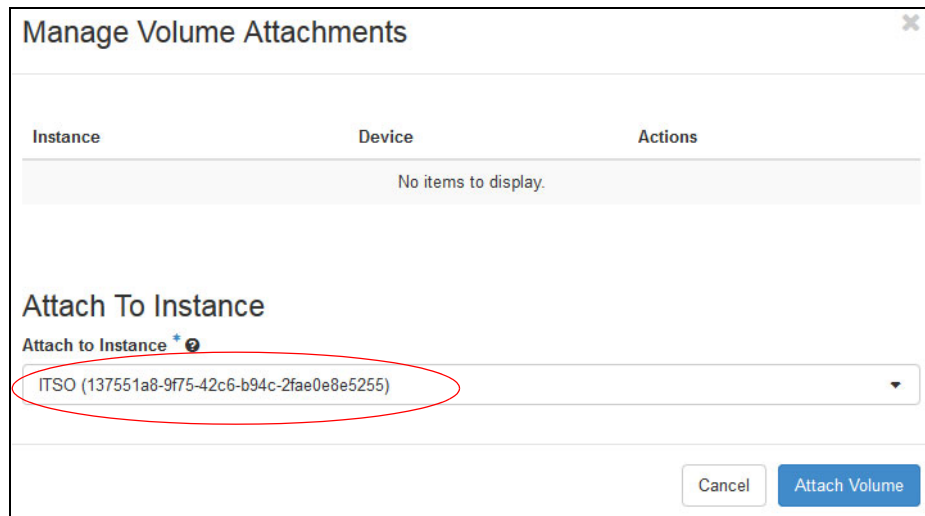 Manage Volume Attachments
Instance Device Actions
No items to display.
Attach To Instance
Attach to Instance *
ITSO (137551a8-9f75-42c6-b94c-2fae0e8e5255)
Cancel Attach Volume